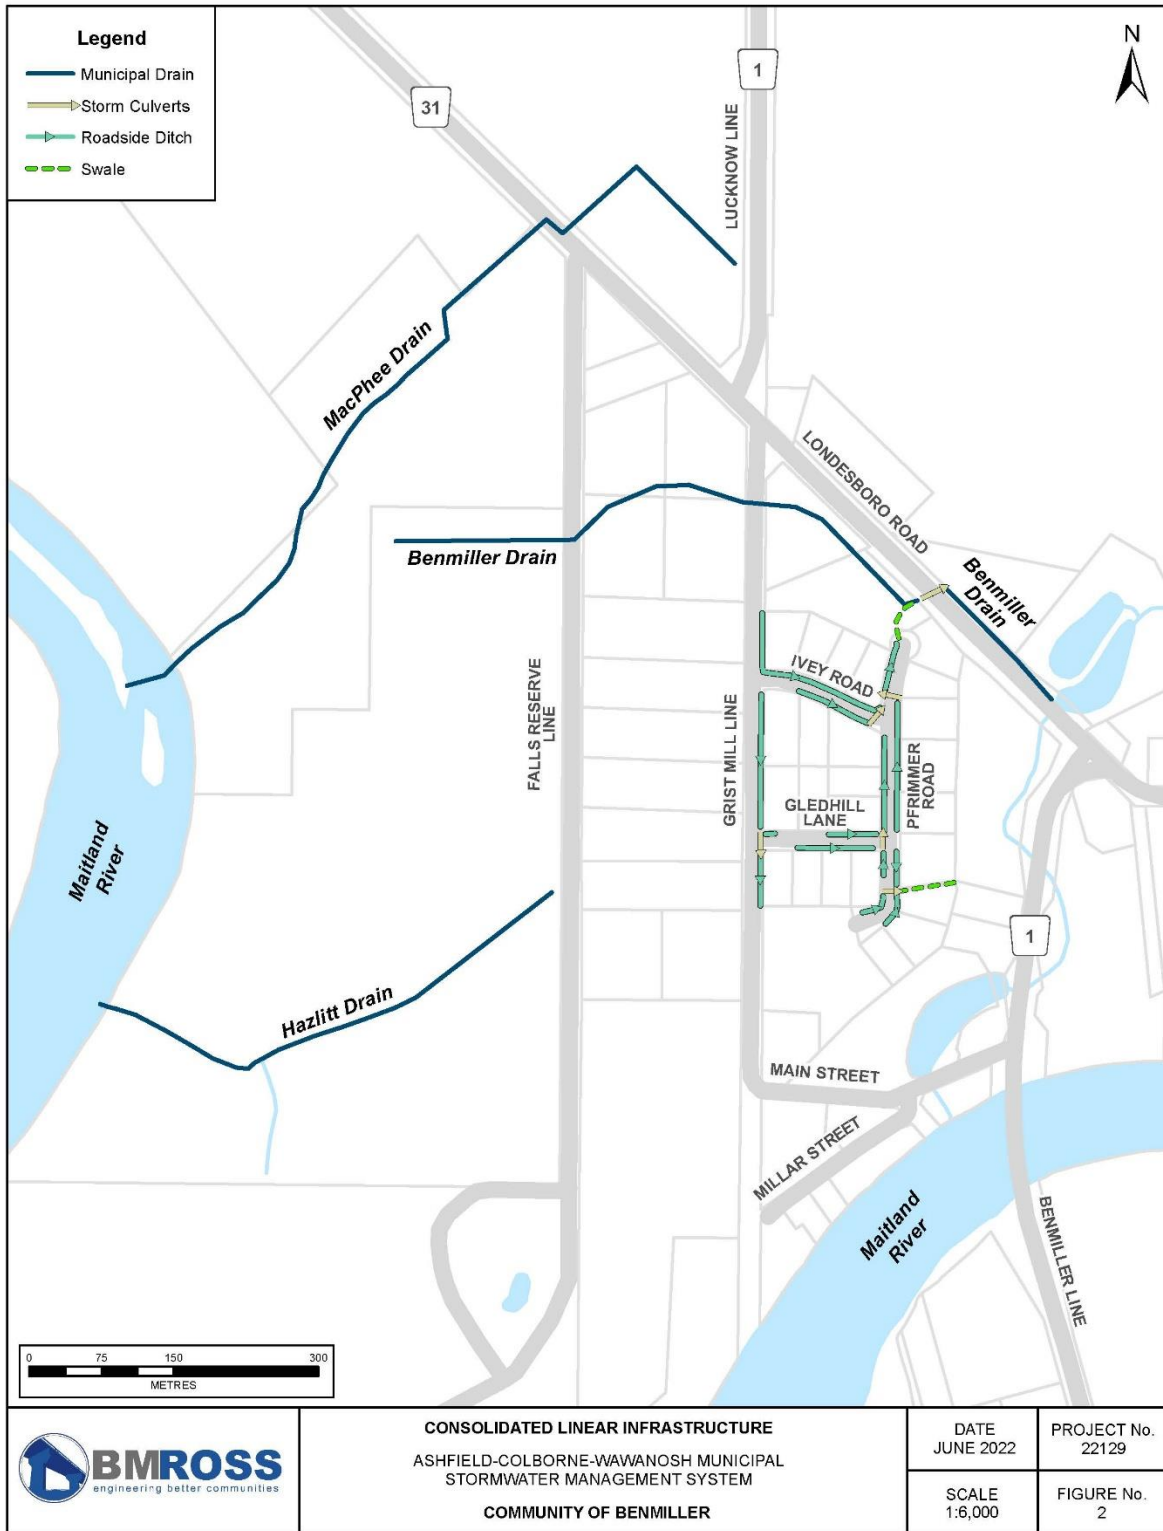 Legend
Municipal Drain
Storm Culverts
Roadside Ditch
Swale
N
31
1
LUCKNOW LINE
MacPhee Drain
LONDESBORO ROAD
Benmiller Drain
Benmiller
Drain
IVEY ROAD
FALLS RESERVE
LINE
GRIST MILL LINE
GLEDHILL
LANE
PFRIMMER
ROAD
Maitland
River
1
Hazlitt Drain
MAIN STREET
MILLAR STREET
Maitland
River
BENMILLER LINE
0 75 150 300
METRES
BMROSS
engineering better communities
CONSOLIDATED LINEAR INFRASTRUCTURE
ASHFIELD-COLBORNE-WAWANOSH MUNICIPAL
STORMWATER MANAGEMENT SYSTEM
COMMUNITY OF BENMILLER
DATE
JUNE 2022
PROJECT No.
22129
SCALE
1:6,000
FIGURE No.
2